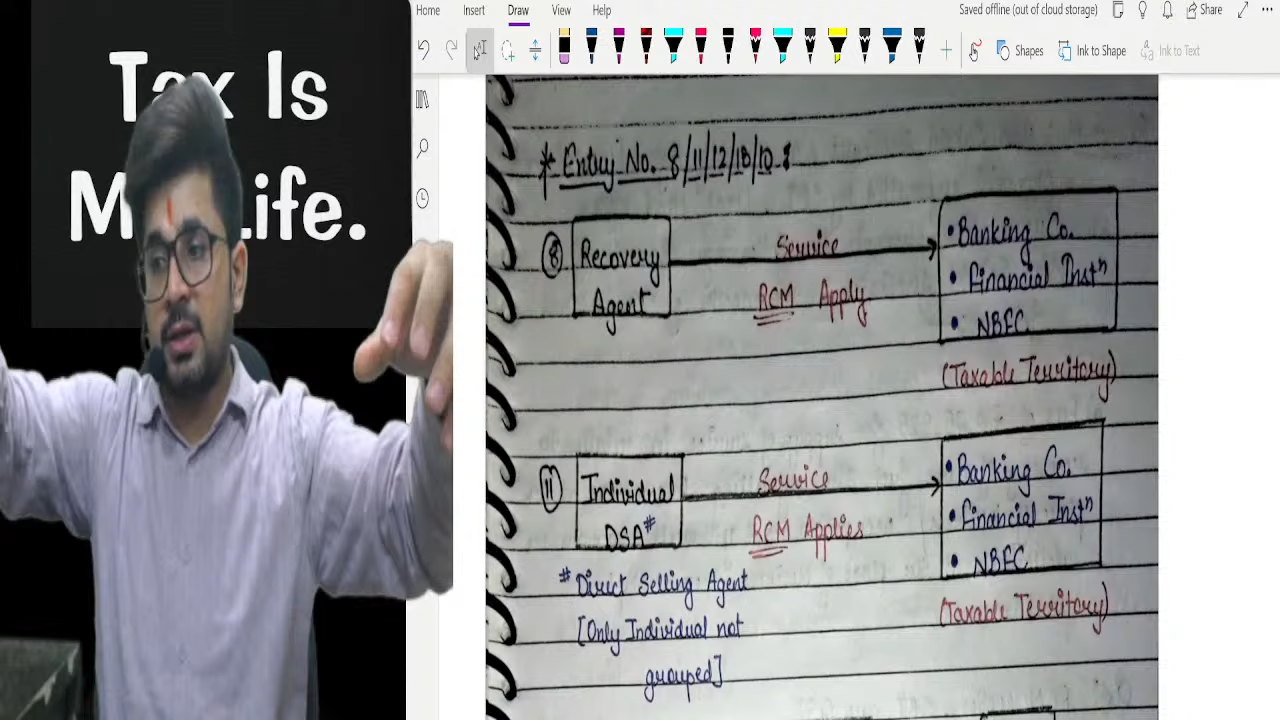 Tax Is
My Life.
Home Insert Draw View Help
Saved offline (out of cloud storage)
Share
Shapes
Ink to Shape
Ink to Text
* Entry No. 8/11/12/1B/1D :
⑧ Recovery Agent
Service
RCM Apply
• Banking Co.
• Financial Instⁿ
• NBFC
(Taxable Territory)
⑪ Individual DSA#
Service
RCM Applies
• Banking Co.
• Financial Instⁿ
• NBFC
(Taxable Territory)
# Direct Selling Agent
[Only Individual not
grouped]